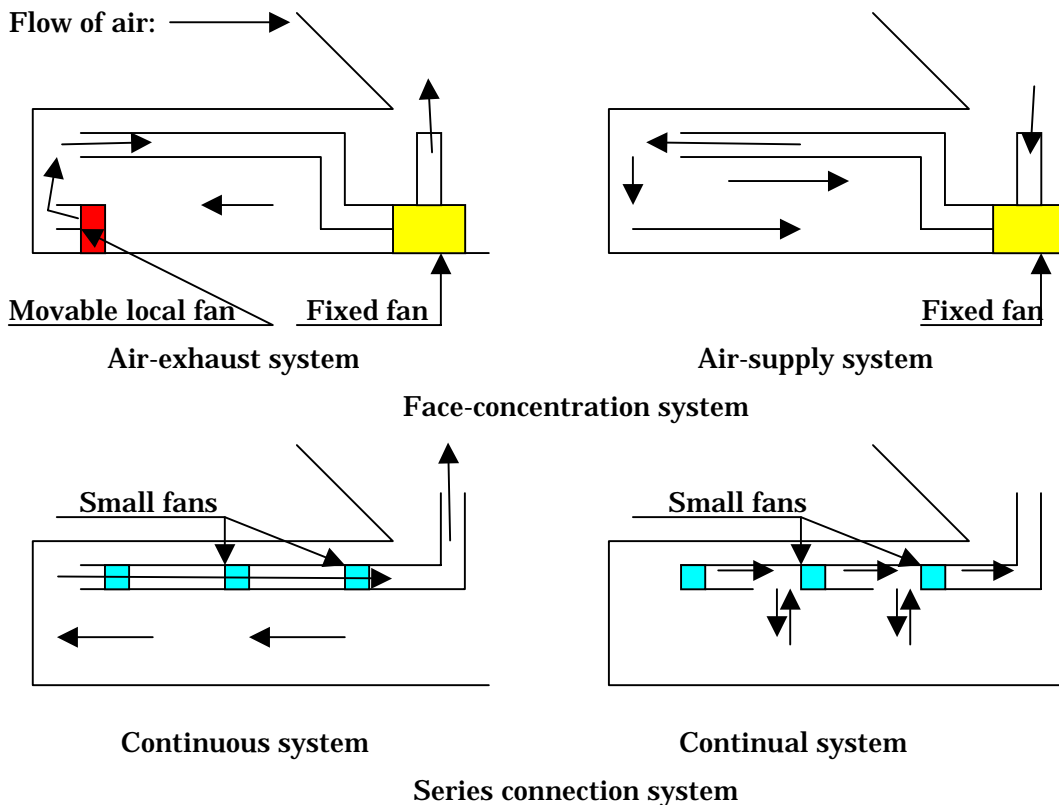 Flow of air:
Movable local fan
Fixed fan
Fixed fan
Air-exhaust system
Air-supply system
Face-concentration system
Small fans
Small fans
Continuous system
Continual system
Series connection system